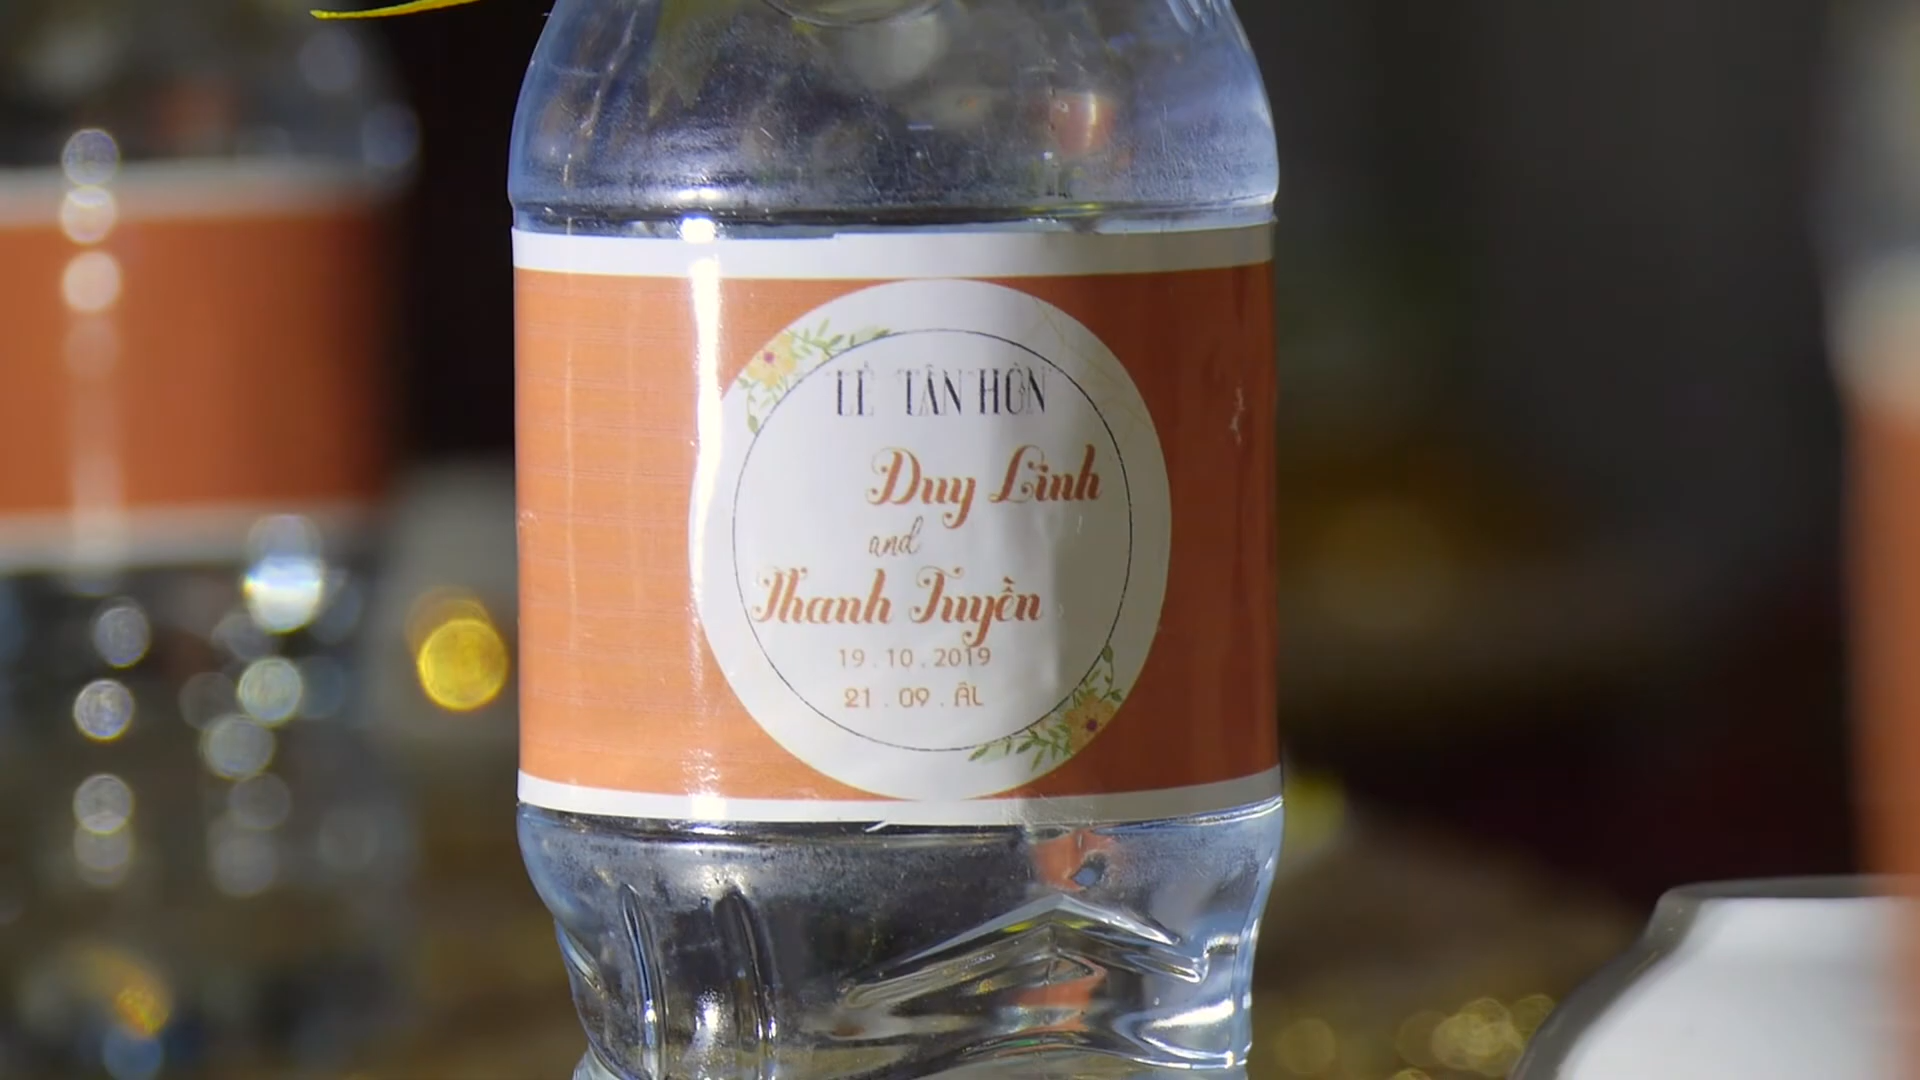 LỄ TÂN HÔN
Duy Linh
and
Thanh Tuyền
19.10.2019
21.09.ÂL